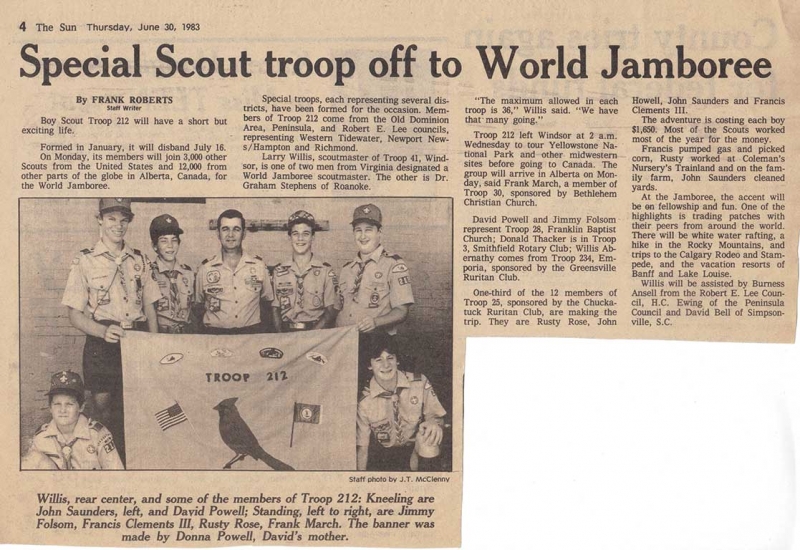 4 The Sun Thursday, June 30, 1983
Special Scout troop off to World Jamboree
By FRANK ROBERTS
Staff Writer
Boy Scout Troop 212 will have a short but
exciting life.
Formed in January, it will disband July 16.
On Monday, its members will join 3,000 other
Scouts from the United States and 12,000 from
other parts of the globe in Alberta, Canada, for
the World Jamboree.
Special troops, each representing several dis-
tricts, have been formed for the occasion. Mem-
bers of Troop 212 come from the Old Dominion
Area, Peninsula, and Robert E. Lee councils,
representing Western Tidewater, Newport New-
s/Hampton and Richmond.
Larry Willis, scoutmaster of Troop 41, Wind-
sor, is one of two men from Virginia designated a
World Jamboree scoutmaster. The other is Dr.
Graham Stephens of Roanoke.
"The maximum allowed in each
troop is 36," Willis said. "We have
that many going."
Troop 212 left Windsor at 2 a.m.
Wednesday to tour Yellowstone Na-
tional Park and other midwestern
sites before going to Canada. The
group will arrive in Alberta on Mon-
day, said Frank March, a member of
Troop 30, sponsored by Bethlehem
Christian Church.
David Powell and Jimmy Folsom
represent Troop 28, Franklin Baptist
Church; Donald Thacker is in Troop
3, Smithfield Rotary Club; Willis Ab-
ernathy comes from Troop 234, Em-
poria, sponsored by the Greensville
Ruritan Club.
One-third of the 12 members of
Troop 25, sponsored by the Chucka-
tuck Ruritan Club, are making the
trip. They are Rusty Rose, John
Howell, John Saunders and Francis
Clements III.
The adventure is costing each boy
$1,650. Most of the Scouts worked
most of the year for the money.
Francis pumped gas and picked
corn, Rusty worked at Coleman's
Nursery's Trainland and on the fam-
ily farm, John Saunders cleaned
yards.
At the Jamboree, the accent will
be on fellowship and fun. One of the
highlights is trading patches with
their peers from around the world.
There will be white water rafting, a
hike in the Rocky Mountains, and
trips to the Calgary Rodeo and Stam-
pede, and the vacation resorts of
Banff and Lake Louise.
Willis will be assisted by Burness
Ansell from the Robert E. Lee Coun-
cil, H.C. Ewing of the Peninsula
Council and David Bell of Simpson-
ville, S.C.
TROOP 212
Staff photo by J.T. McClenny
Willis, rear center, and some of the members of Troop 212: Kneeling are
John Saunders, left, and David Powell; Standing, left to right, are Jimmy
Folsom, Francis Clements III, Rusty Rose, Frank March. The banner was
made by Donna Powell, David's mother.